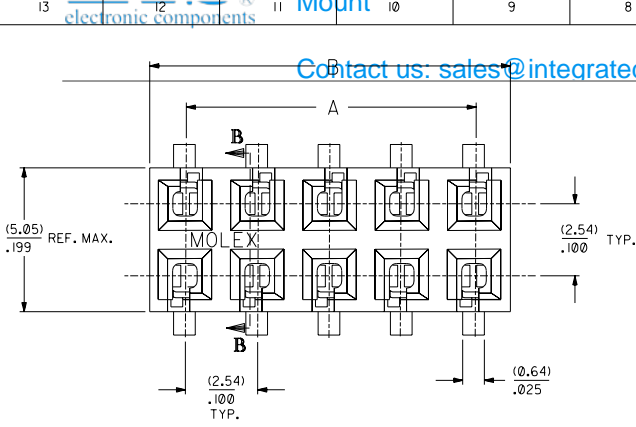 13 12 11 10 9 8
electronic components
Mount
Contact us: sales@integrated
B
A
B
(5.05)
.199 REF. MAX.
MOLEX
(2.54)
.100 TYP.
B
(2.54)
.100
TYP.
(0.64)
.025